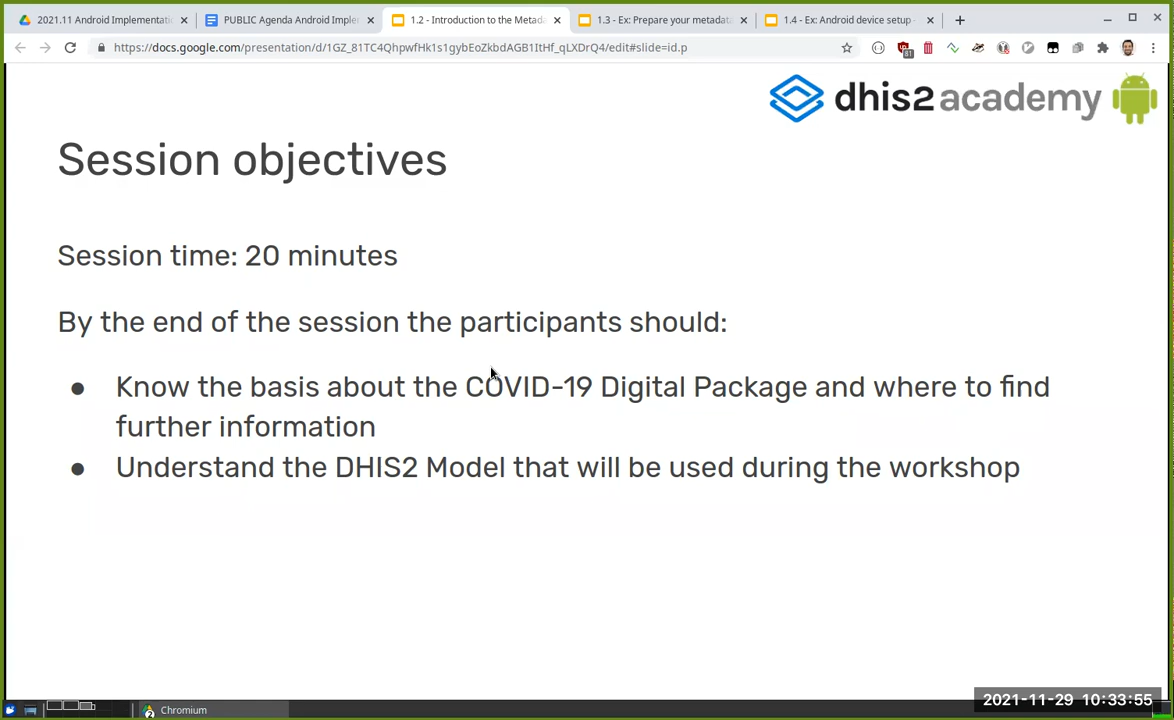 2021.11 Android Implementati
PUBLIC Agenda Android Imple
1.2 - Introduction to the Metada
1.3 - Ex: Prepare your metadata
1.4 - Ex: Android device setup -
https://docs.google.com/presentation/d/1GZ_81TC4QhpwfHk1s1gybEoZkbdAGB1ItHf_qLXDrQ4/edit#slide=id.p
dhis2 academy
Session objectives
Session time: 20 minutes
By the end of the session the participants should:
● Know the basis about the COVID-19 Digital Package and where to find
further information
● Understand the DHIS2 Model that will be used during the workshop
Chromium
2021-11-29 10:33:55